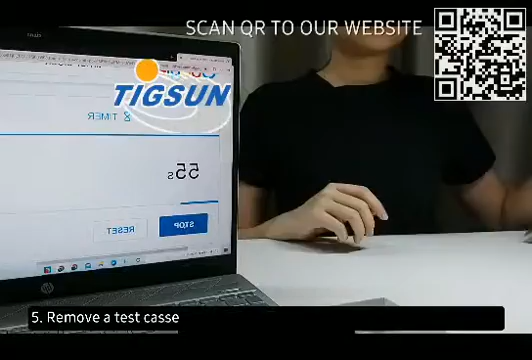 SCAN QR TO OUR WEBSITE
TIGSUN
TIMER
55s
STOP
RESET
5. Remove a test casse